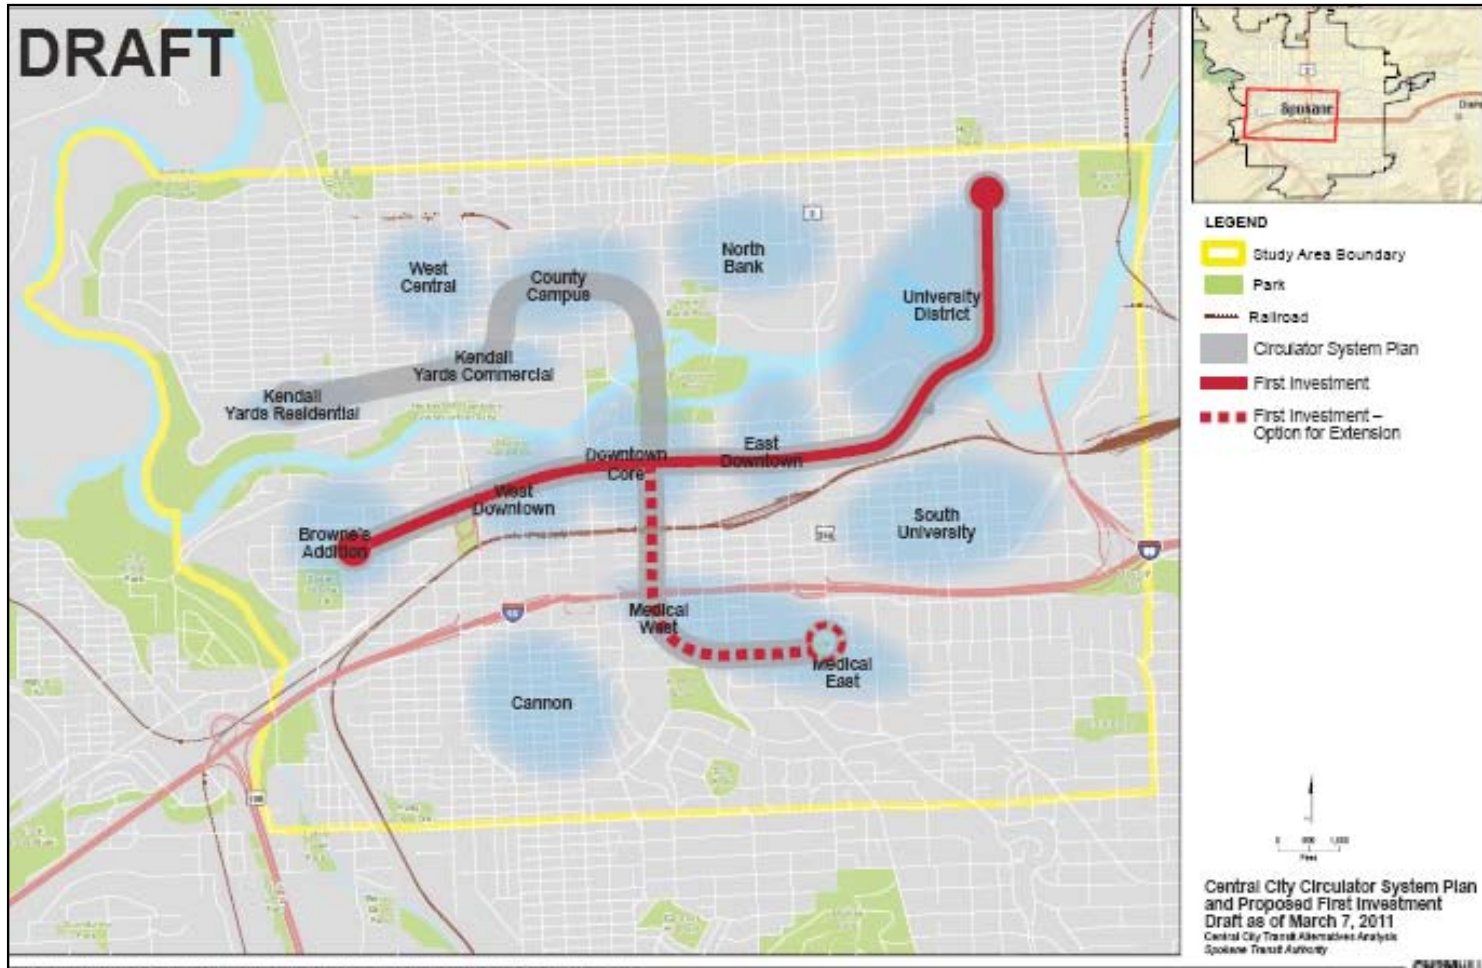 DRAFT
West
Central
County
Campus
North
Bank
University
District
Kendall
Yards Commercial
Kendall
Yards Residential
Downtown
Core
East
Downtown
West
Downtown
Browne's
Addition
South
University
Medical
West
Medical
East
Cannon
Spokane
LEGEND
Study Area Boundary
Park
Railroad
Circulator System Plan
First Investment
First Investment –
Option for Extension
Feet
Central City Circulator System Plan
and Proposed First Investment
Draft as of March 7, 2011
Central City Transit Alternatives Analysis
Spokane Transit Authority